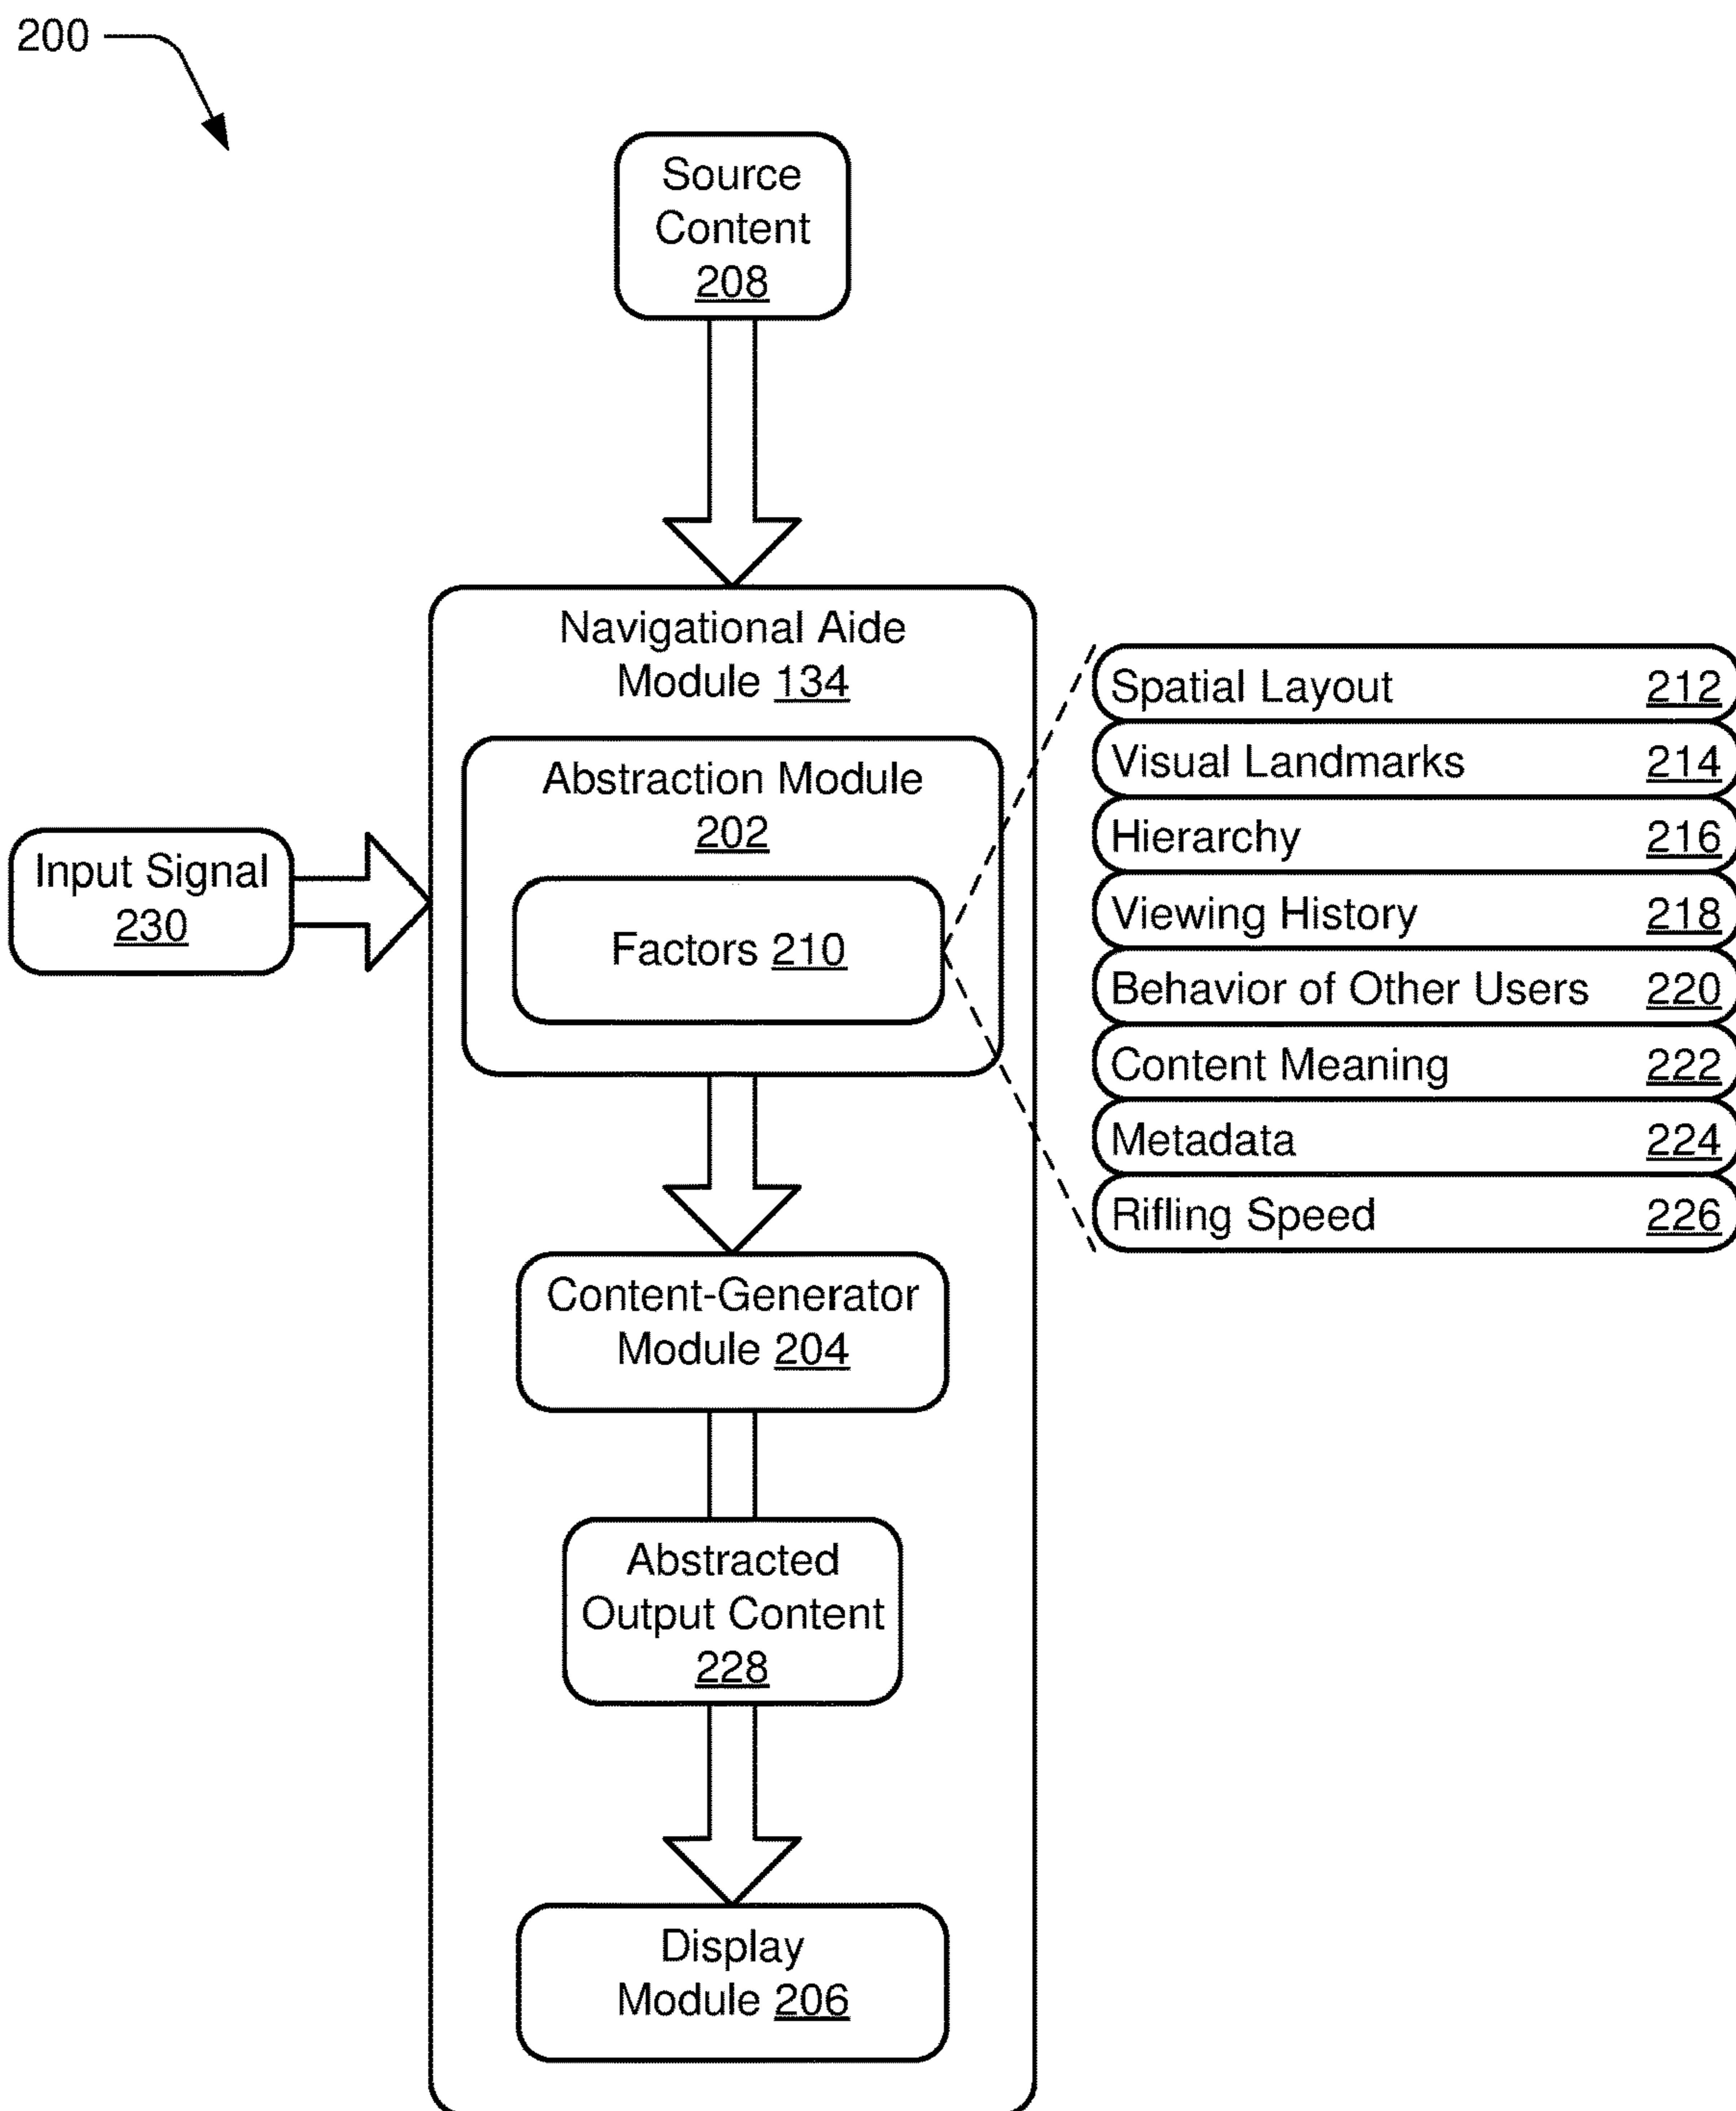 200
Source
Content
208
Navigational Aide
Module 134
Abstraction Module
202
Factors 210
Input Signal
230
Spatial Layout 212
Visual Landmarks 214
Hierarchy 216
Viewing History 218
Behavior of Other Users 220
Content Meaning 222
Metadata 224
Rifling Speed 226
Content-Generator
Module 204
Abstracted
Output Content
228
Display
Module 206